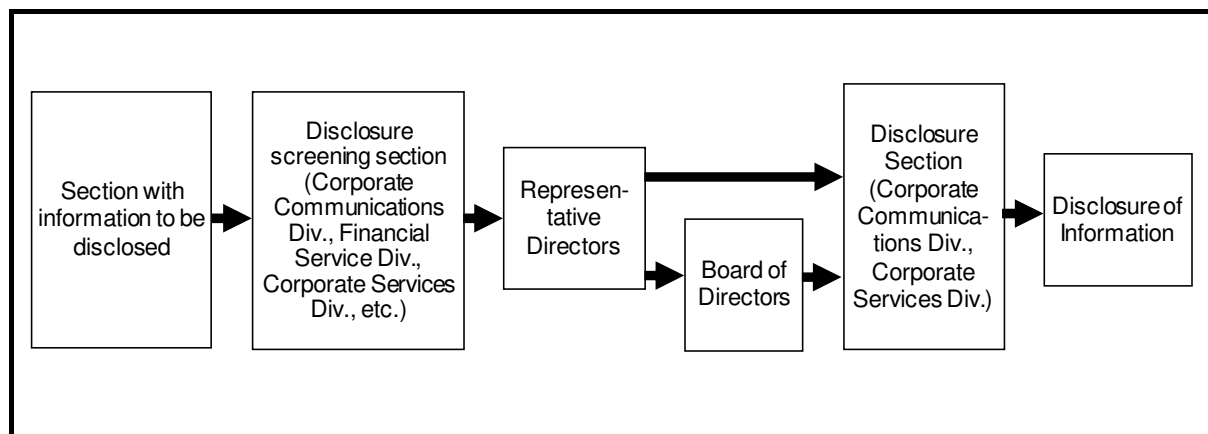 Section with
information to be
disclosed
Disclosure
screening section
(Corporate
Communications
Div., Financial
Service Div.,
Corporate Services
Div., etc.)
Represen-
tative
Directors
Board of
Directors
Disclosure
Section
(Corporate
Communica-
tions Div.,
Corporate
Services Div.)
Disclosure of
Information